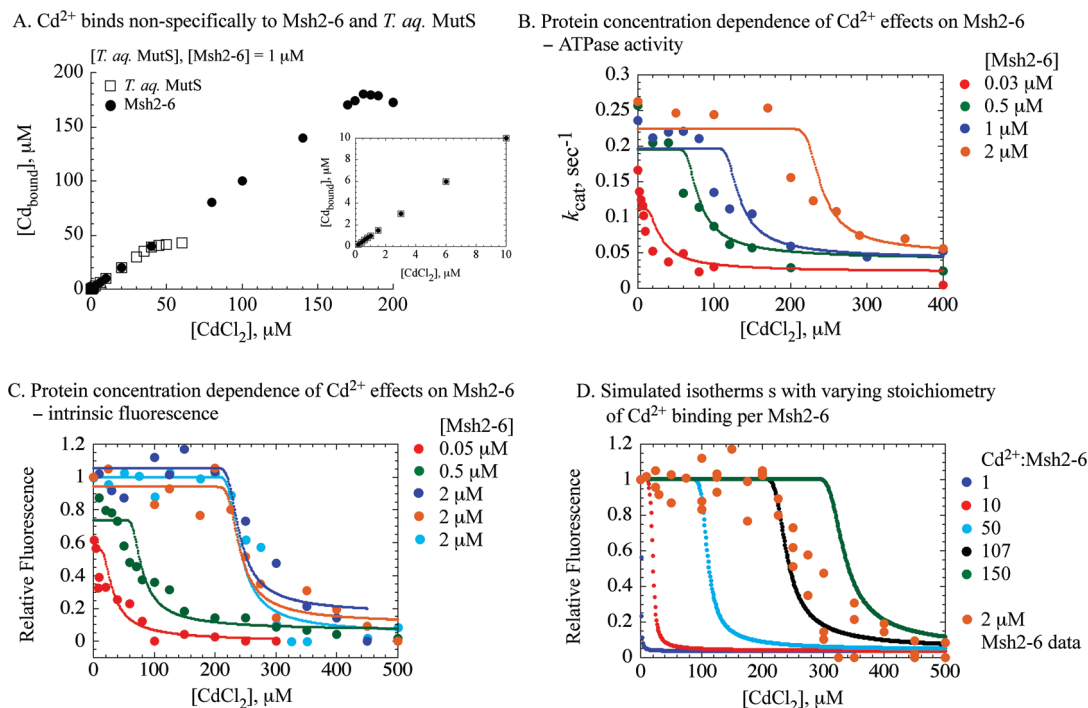 A. Cd2+ binds non-specifically to Msh2-6 and T. aq. MutS
[T. aq. MutS], [Msh2-6] = 1 μM
T. aq. MutS
Msh2-6
200
150
100
50
0
[Cdbound], μM
0
50
100
150
200
[CdCl2], μM
10
8
6
4
2
0
[Cdbound], μM
0
2
4
6
8
10
[CdCl2], μM
B. Protein concentration dependence of Cd2+ effects on Msh2-6
– ATPase activity
[Msh2-6]
0.03 μM
0.5 μM
1 μM
2 μM
0.3
0.25
0.2
0.15
0.1
0.05
0
kcat, sec-1
0
100
200
300
400
[CdCl2], μM
C. Protein concentration dependence of Cd2+ effects on Msh2-6
– intrinsic fluorescence
[Msh2-6]
0.05 μM
0.5 μM
2 μM
2 μM
2 μM
1.2
1
0.8
0.6
0.4
0.2
0
Relative Fluorescence
0
100
200
300
400
500
[CdCl2], μM
D. Simulated isotherms s with varying stoichiometry
of Cd2+ binding per Msh2-6
Cd2+:Msh2-6
1
10
50
107
150
2 μM
Msh2-6 data
1.2
1
0.8
0.6
0.4
0.2
0
Relative Fluorescence
0
100
200
300
400
500
[CdCl2], μM